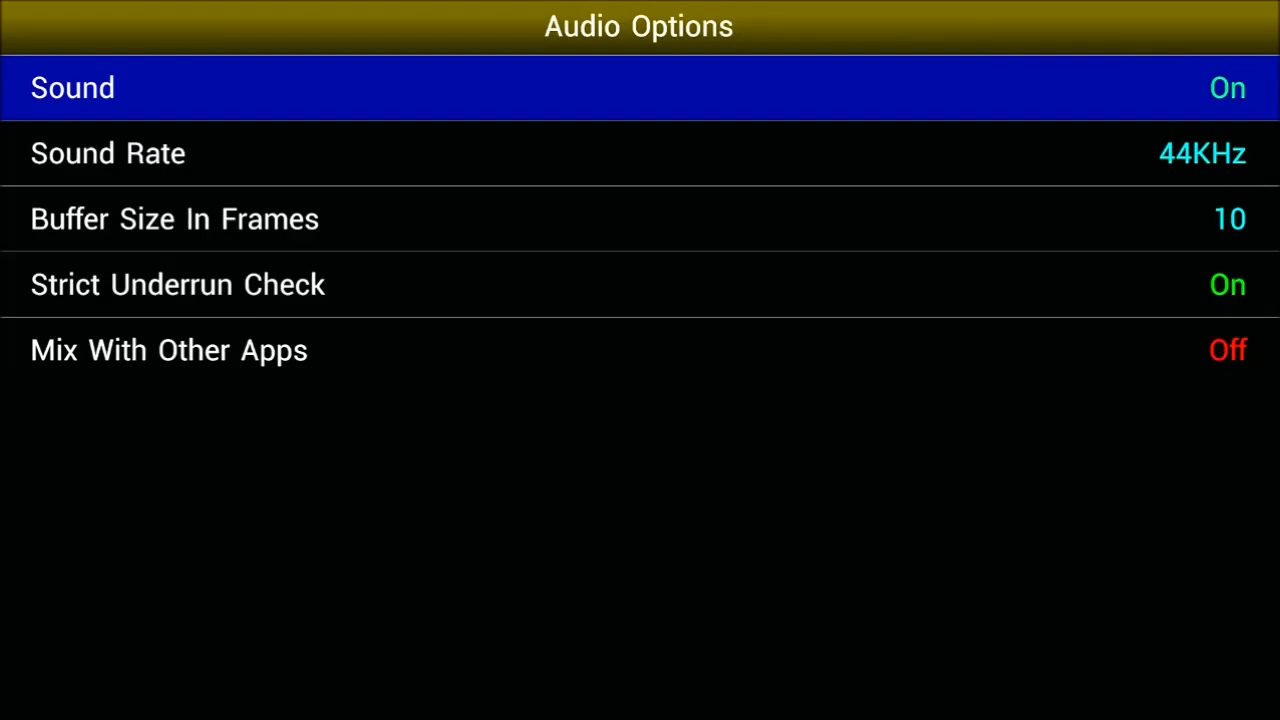 Audio Options
Sound On
Sound Rate 44KHz
Buffer Size In Frames 10
Strict Underrun Check On
Mix With Other Apps Off